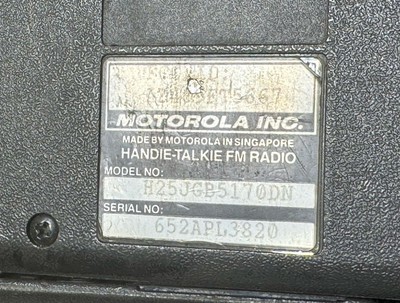 MOTOROLA INC.
MADE BY MOTOROLA IN SINGAPORE
HANDIE-TALKIE FM RADIO
MODEL NO:
H25JGB5170DN
SERIAL NO:
652APL3820